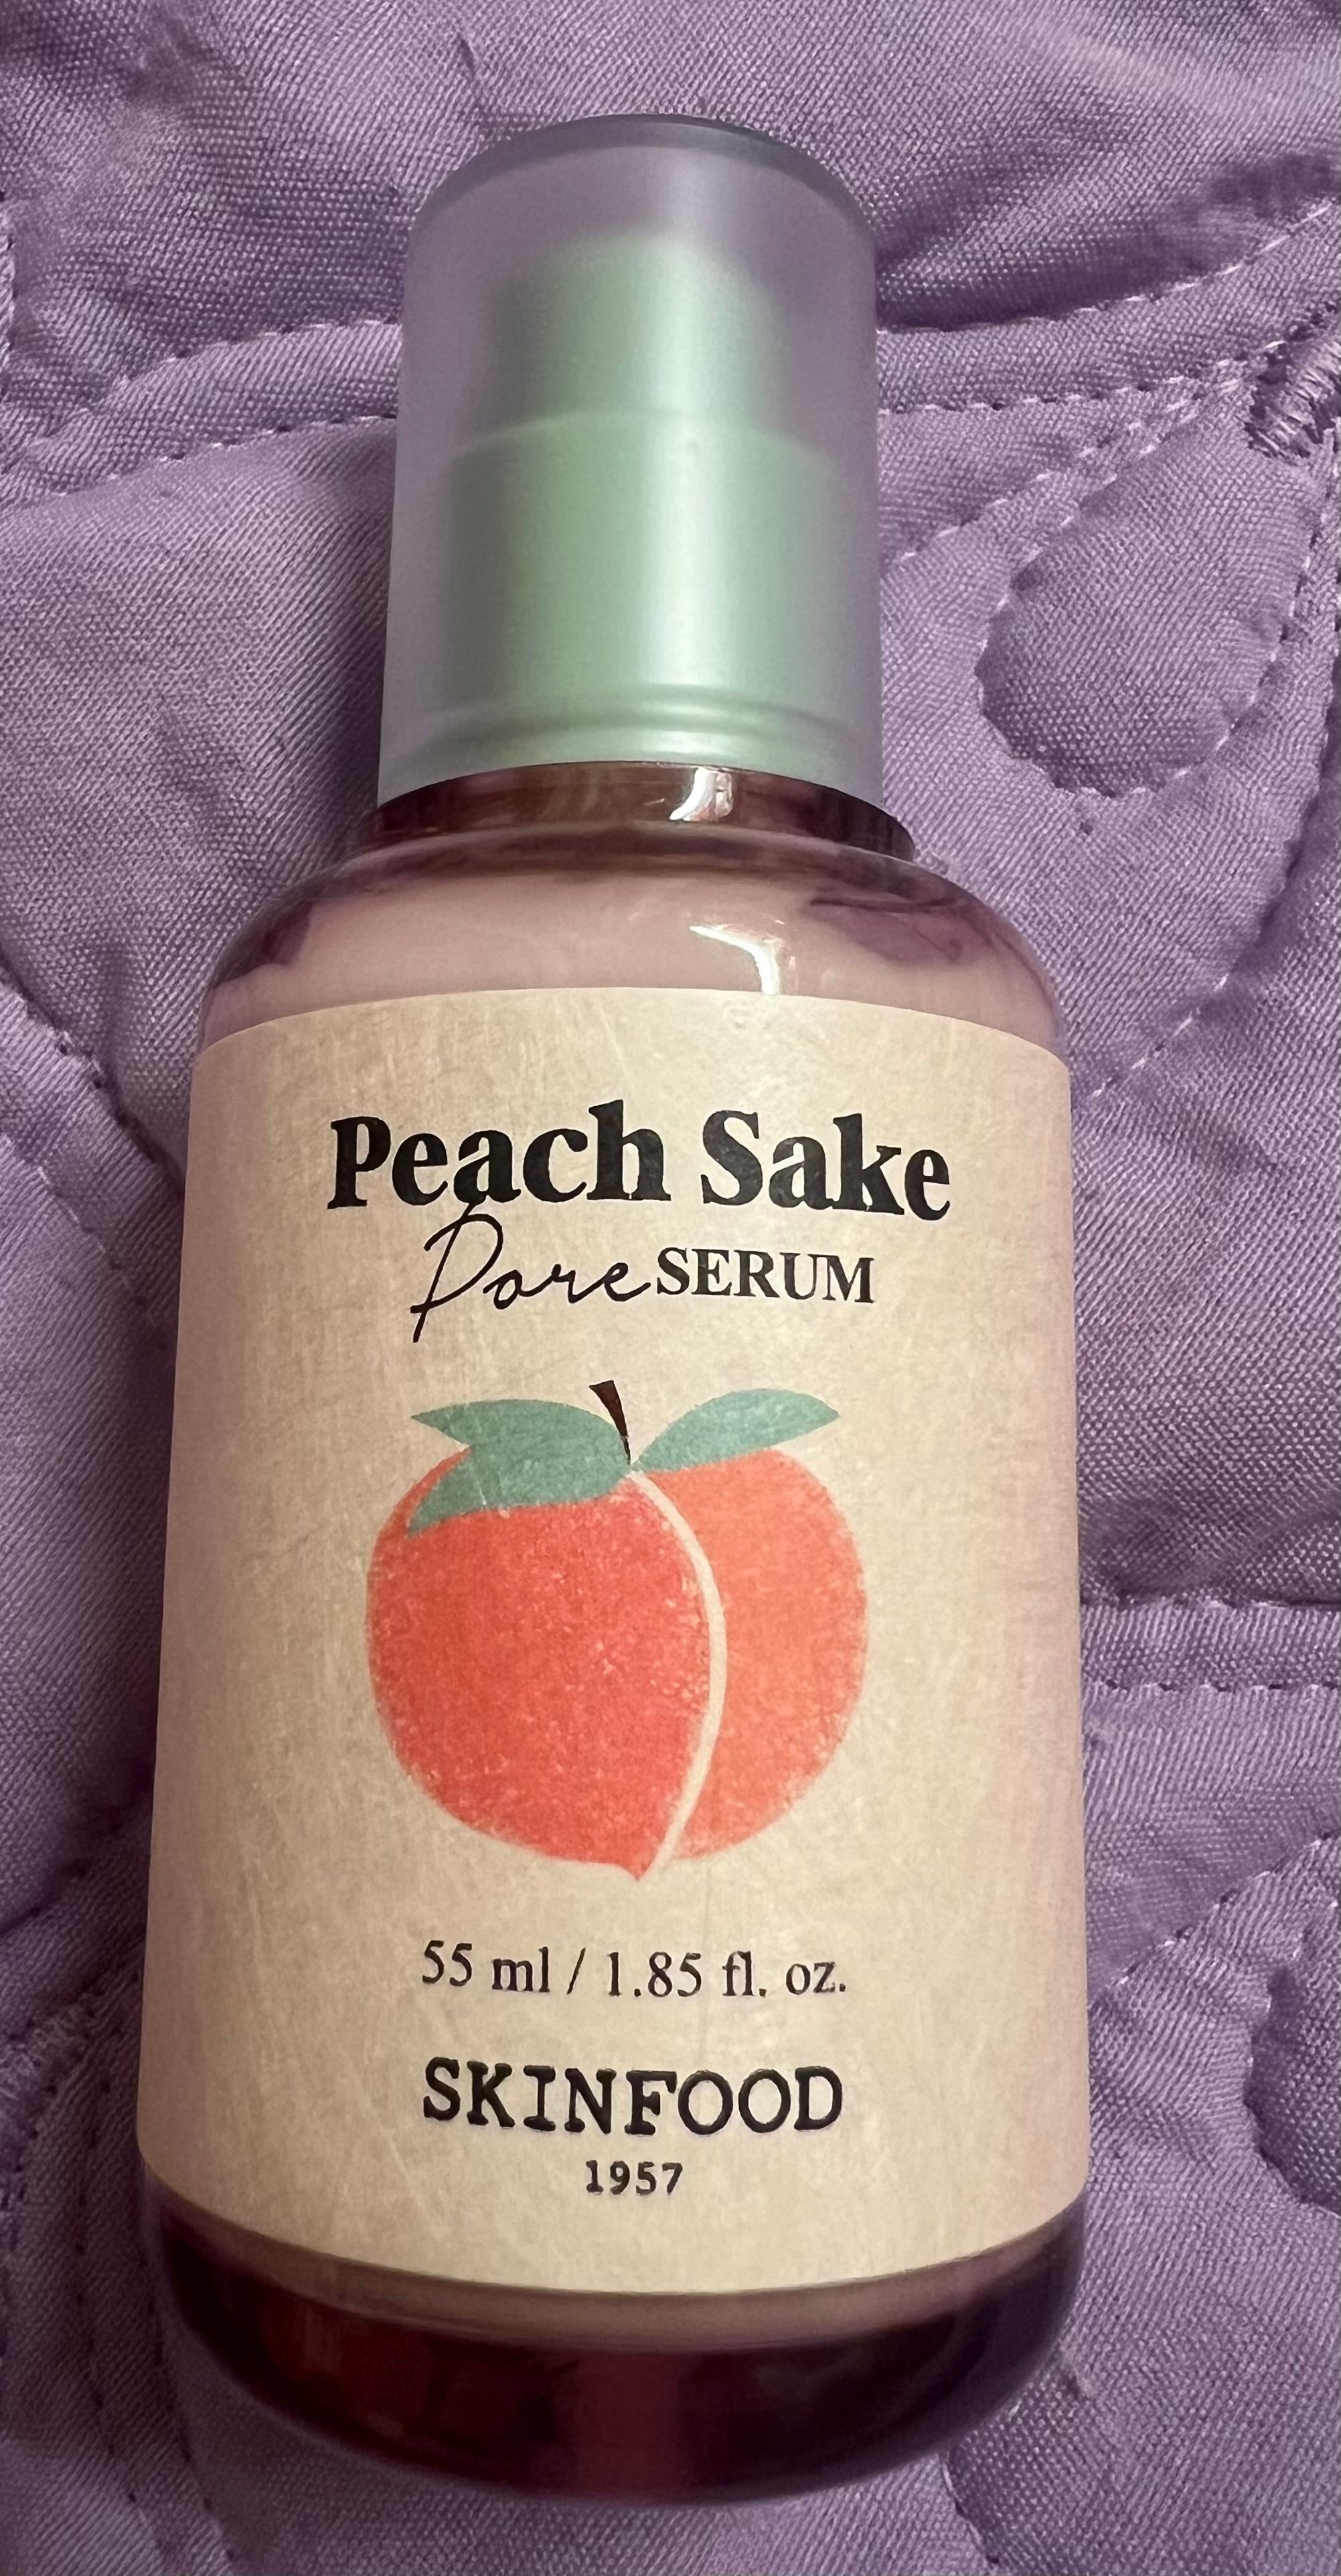 Peach Sake
Pore SERUM
55 ml / 1.85 fl. oz.
SKINFOOD
1957